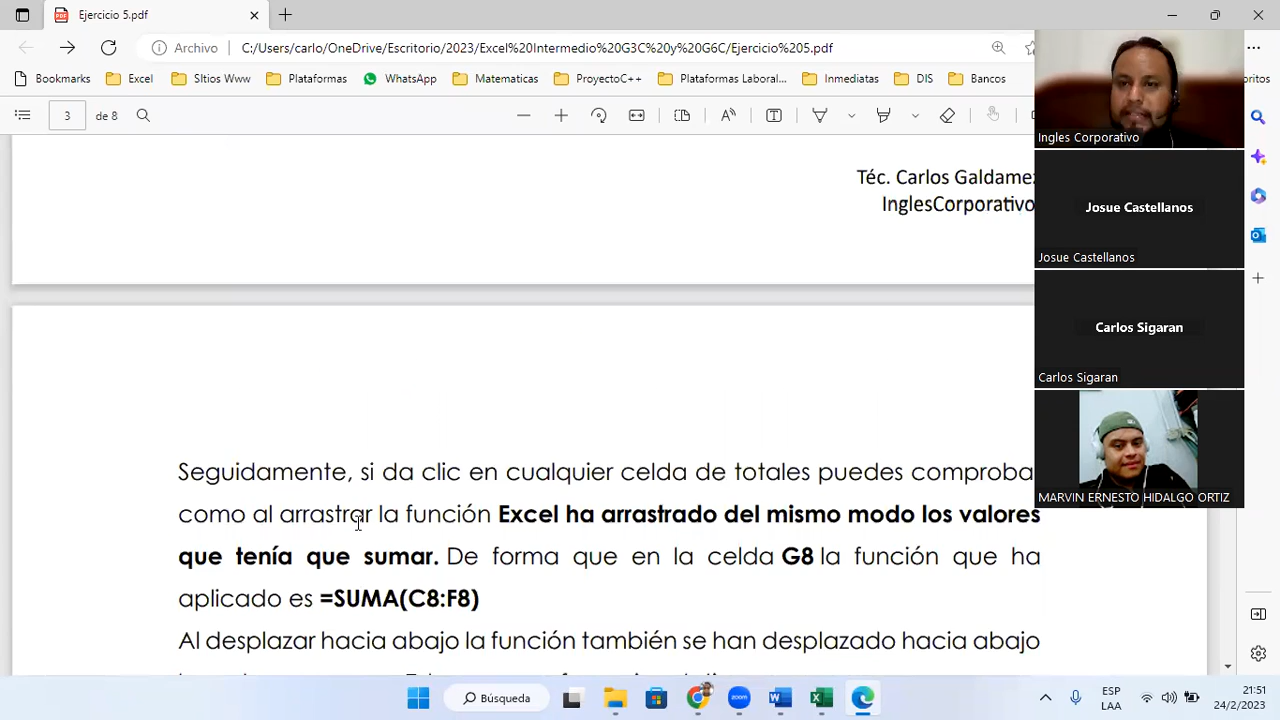 Ejercicio 5.pdf
Archivo
C:/Users/carlo/OneDrive/Escritorio/2023/Excel%20Intermedio%20G3C%20y%20G6C/Ejercicio%205.pdf
Bookmarks Excel SItios Www Plataformas WhatsApp Matematicas ProyectoC++ Plataformas Laboral... Inmediatas DIS Bancos
3 de 8
Téc. Carlos Galdame
InglesCorporativo
Ingles Corporativo
Josue Castellanos
Josue Castellanos
Carlos Sigaran
Carlos Sigaran
MARVIN ERNESTO HIDALGO ORTIZ
Seguidamente, si da clic en cualquier celda de totales puedes comproba
como al arrastrar la función Excel ha arrastrado del mismo modo los valores
que tenía que sumar. De forma que en la celda G8 la función que ha
aplicado es =SUMA(C8:F8)
Al desplazar hacia abajo la función también se han desplazado hacia abajo
Búsqueda
ESP
LAA
21:51
24/2/2023